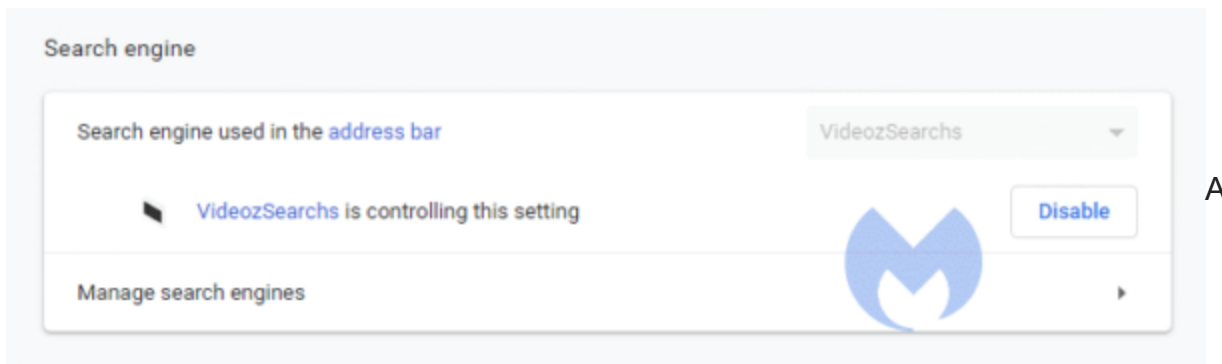 Search engine
Search engine used in the address bar VideozSearchs
VideozSearchs is controlling this setting Disable
A
Manage search engines